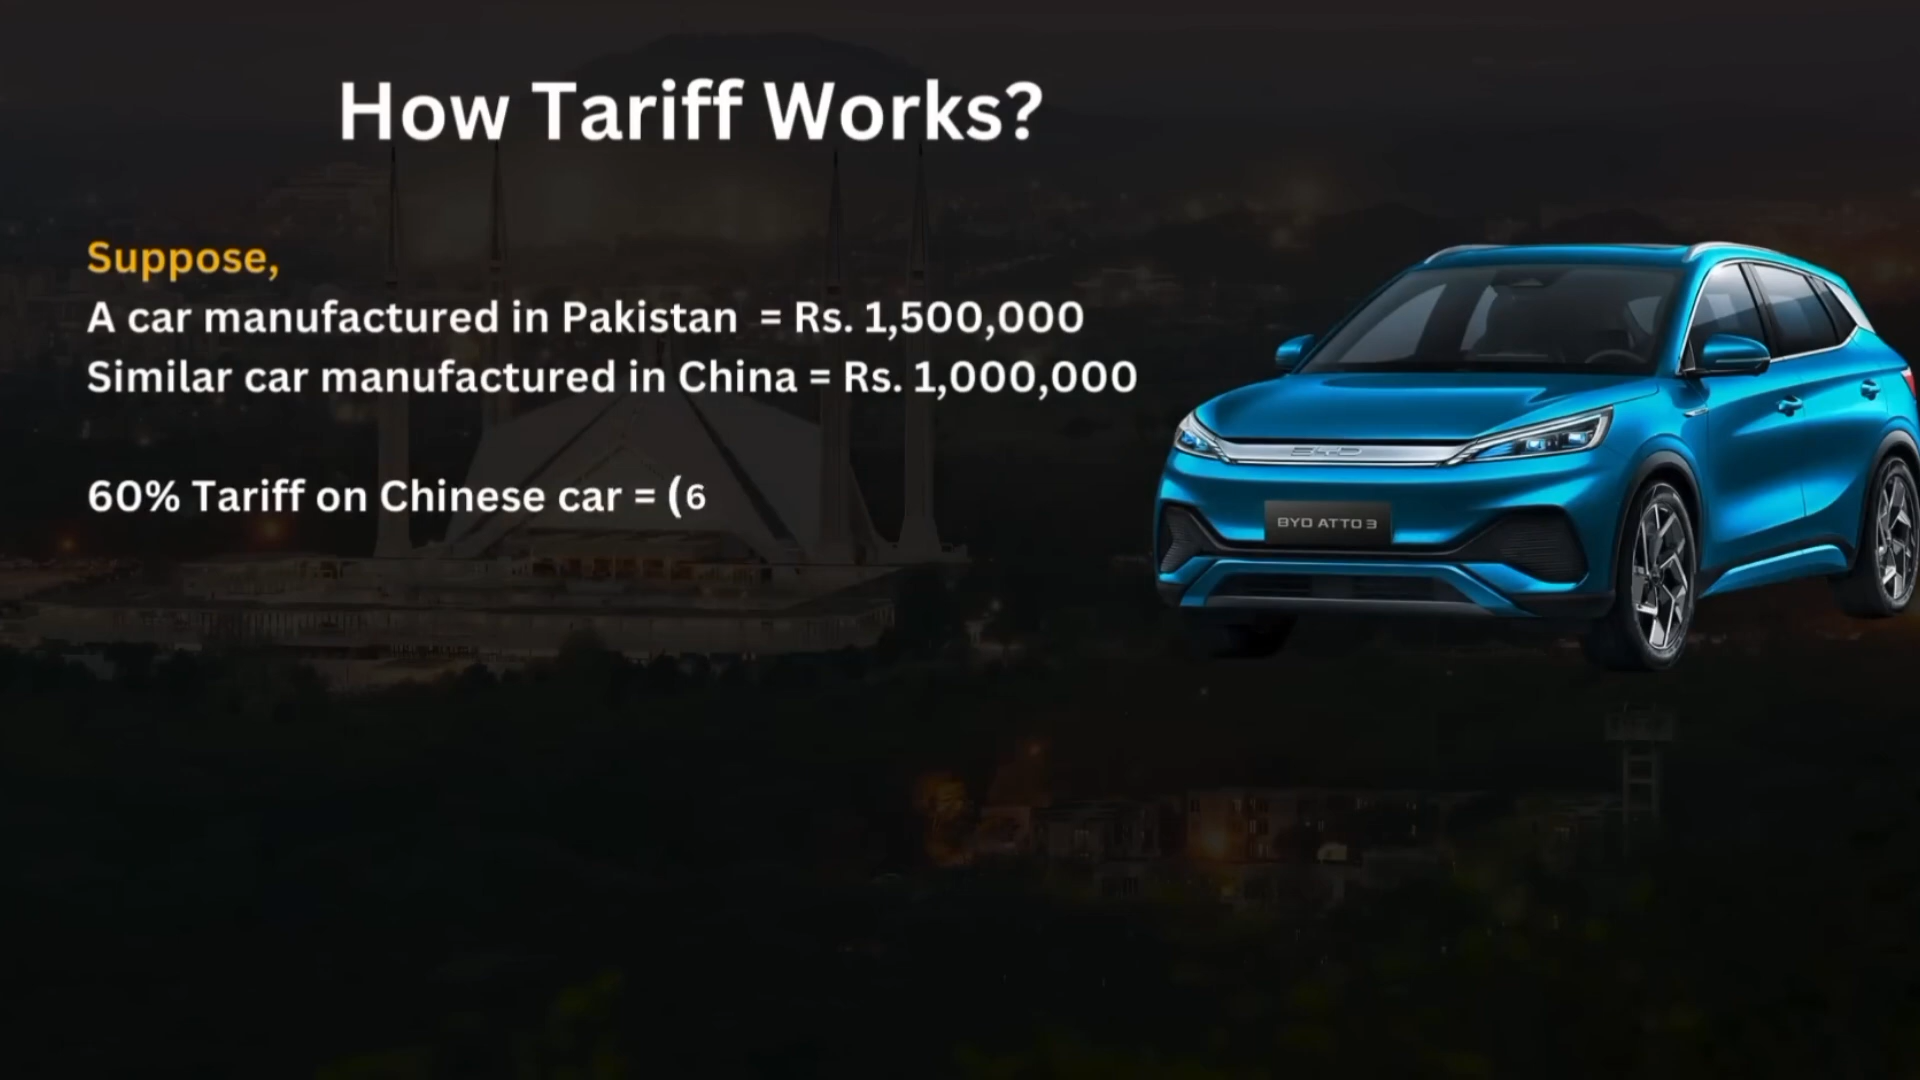 How Tariff Works?
Suppose,
A car manufactured in Pakistan = Rs. 1,500,000
Similar car manufactured in China = Rs. 1,000,000
60% Tariff on Chinese car = (6
BYD
BYD ATTO 3